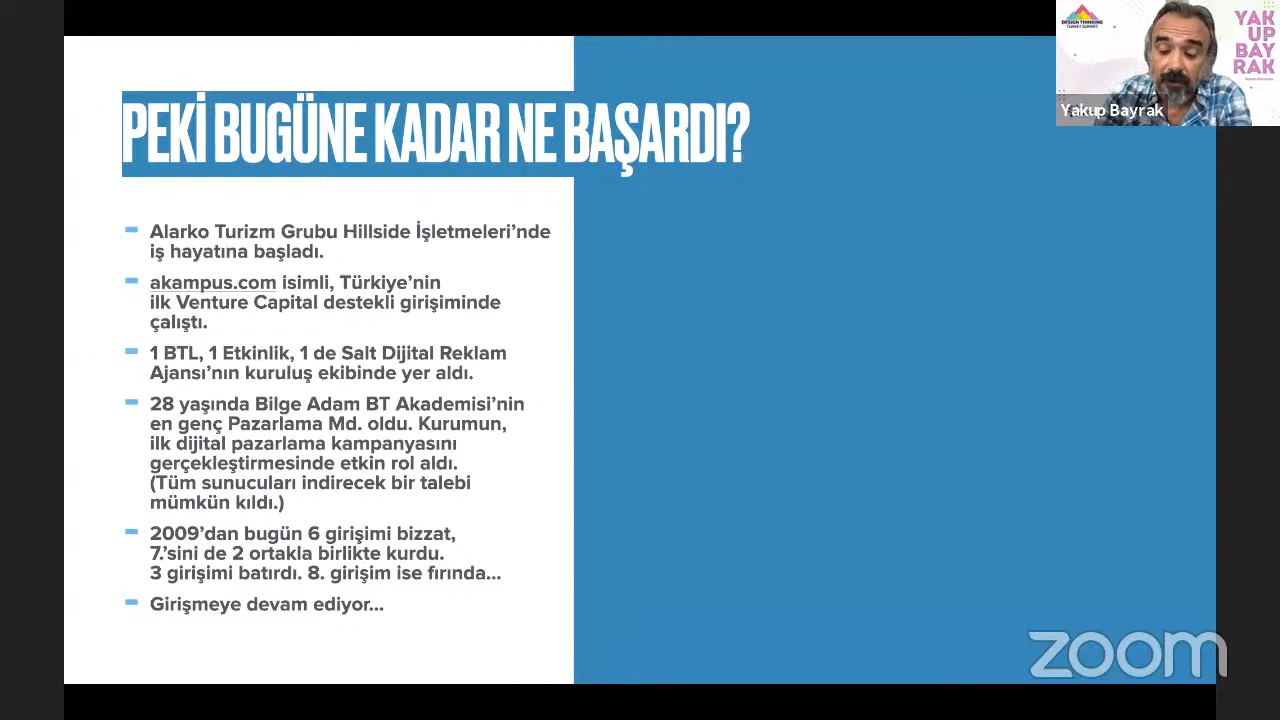 PEKİ BUGÜNE KADAR NE BAŞARDI?
Alarko Turizm Grubu Hillside İşletmeleri’nde
iş hayatına başladı.
akampus.com isimli, Türkiye’nin
ilk Venture Capital destekli girişiminde
çalıştı.
1 BTL, 1 Etkinlik, 1 de Salt Dijital Reklam
Ajansı’nın kuruluş ekibinde yer aldı.
28 yaşında Bilge Adam BT Akademisi’nin
en genç Pazarlama Md. oldu. Kurumun,
ilk dijital pazarlama kampanyasını
gerçekleştirmesinde etkin rol aldı.
(Tüm sunucuları indirecek bir talebi
mümkün kıldı.)
2009’dan bugün 6 girişimi bizzat,
7.’sini de 2 ortakla birlikte kurdu.
3 girişimi batırdı. 8. girişim ise fırında...
Girişmeye devam ediyor...
DESIGN THINKING
TURKEY SUMMIT
YAK
UP
BAY
RAK
Yakup Bayrak
zoom